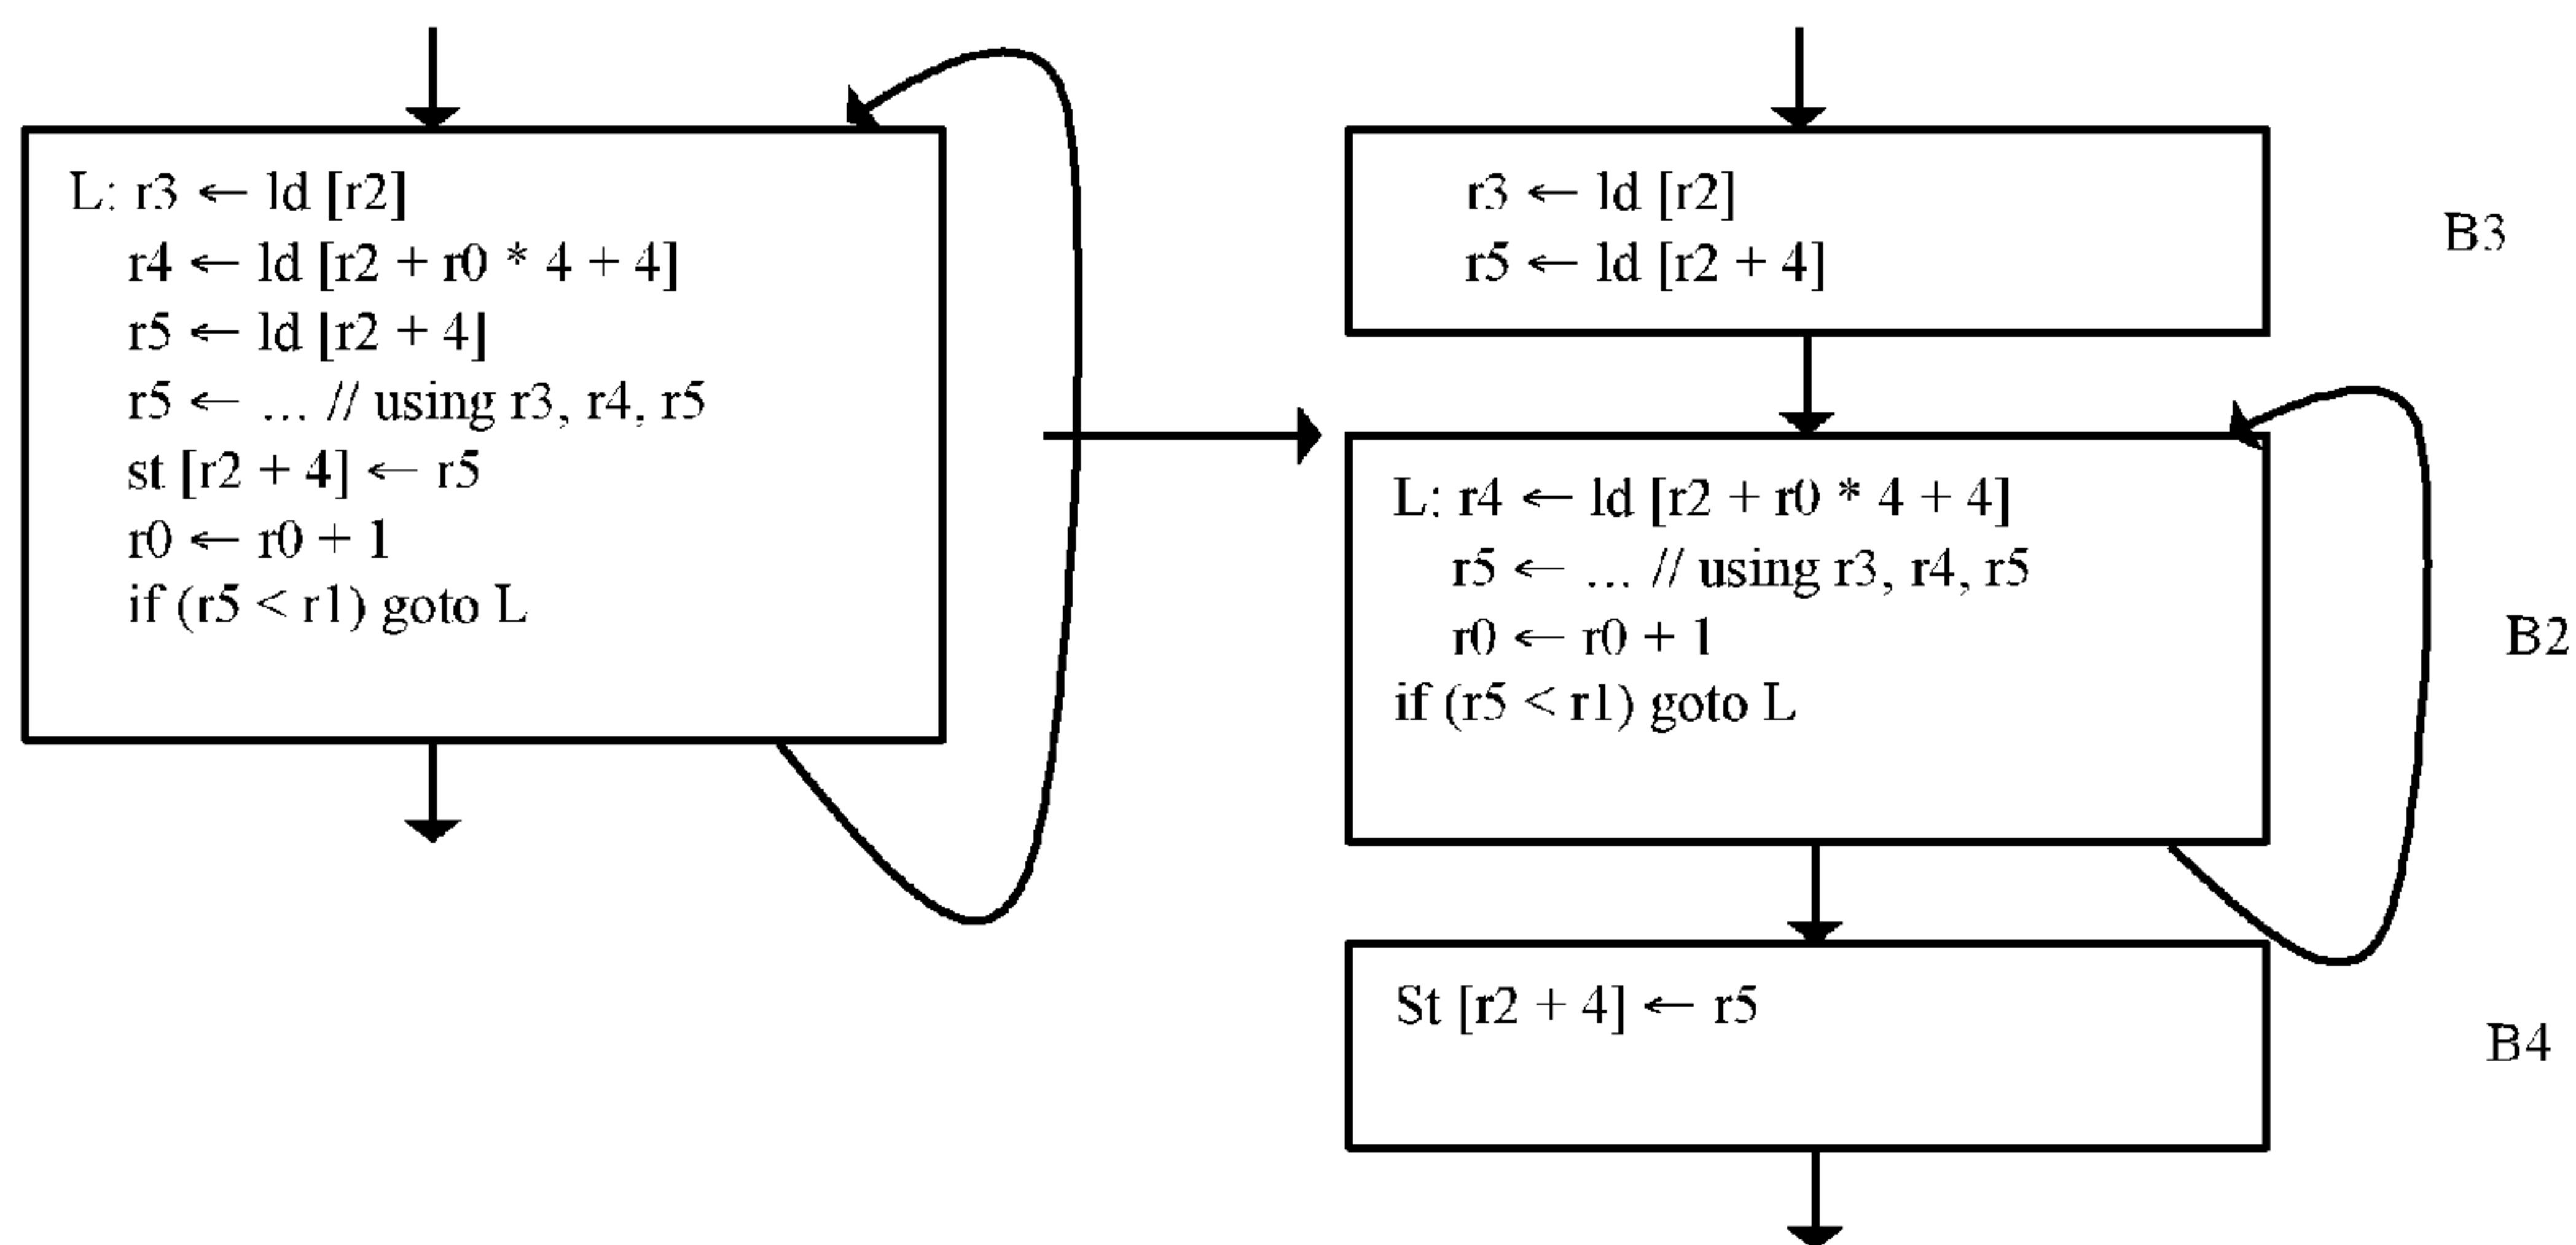 L: r3 ← ld [r2]
r4 ← ld [r2 + r0 * 4 + 4]
r5 ← ld [r2 + 4]
r5 ← ... // using r3, r4, r5
st [r2 + 4] ← r5
r0 ← r0 + 1
if (r5 < r1) goto L
r3 ← ld [r2]
r5 ← ld [r2 + 4]
B3
L: r4 ← ld [r2 + r0 * 4 + 4]
r5 ← ... // using r3, r4, r5
r0 ← r0 + 1
if (r5 < r1) goto L
B2
St [r2 + 4] ← r5
B4